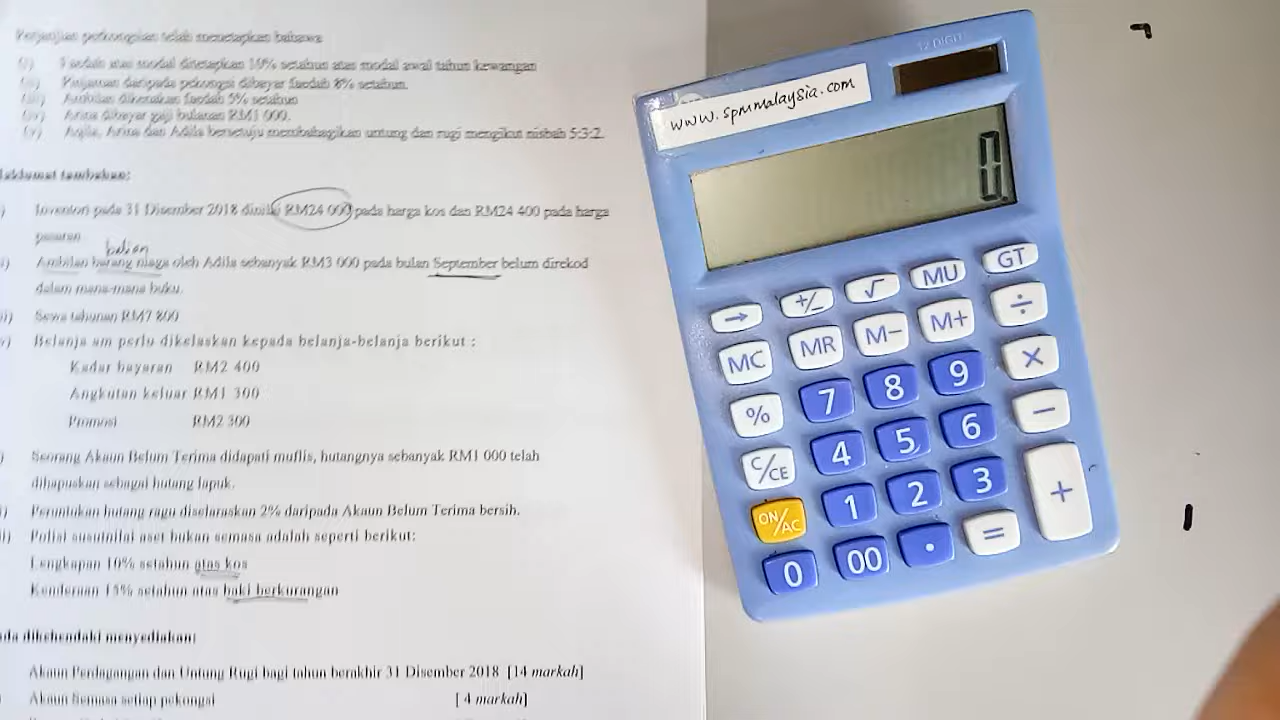 Perjanjian perkongsian telah menetapkan bahawa
(i) Faedah atas modal ditetapkan 10% setahun atas modal awal tahun kewangan
(ii) Pinjaman daripada pekongsi dibayar faedah 8% setahun.
(iii) Ambilan dikenakan faedah 5% setahun
(iv) Arina dibayar gaji bulanan RM1 000.
(v) Aqila, Arina dan Adila bersetuju membahagikan untung dan rugi mengikut nisbah 5:3:2.
Maklumat tambahan:
) Inventori pada 31 Disember 2018 dinilai RM24 000 pada harga kos dan RM24 400 pada harga
pasaran
belian
i) Ambilan barang niaga oleh Adila sebanyak RM3 000 pada bulan September belum direkod
dalam mana-mana buku.
ii) Sewa tahunan RM7 800
) Belanja am perlu dikelaskan kepada belanja-belanja berikut :
Kadar bayaran RM2 400
Angkutan keluar RM1 300
Promosi RM2 300
) Seorang Akaun Belum Terima didapati muflis, hutangnya sebanyak RM1 000 telah
dihapuskan sebagai hutang lapuk.
i) Peruntukan hutang ragu diselaraskan 2% daripada Akaun Belum Terima bersih.
ii) Polisi susutnilai aset bukan semasa adalah seperti berikut:
Lengkapan 10% setahun atas kos
Kenderaan 15% setahun atas baki berkurangan
da dikehendaki menyediakan:
Akaun Perdagangan dan Untung Rugi bagi tahun berakhir 31 Disember 2018 [14 markah]
Akaun Semasa setiap pekongsi [ 4 markah]
12 DIGIT
www.spmmalaysia.com
0.
→ +/− √ MU GT
MC MR M− M+ ÷
% 7 8 9 ×
C/CE 4 5 6 −
ON/AC 1 2 3 +
0 00 • =